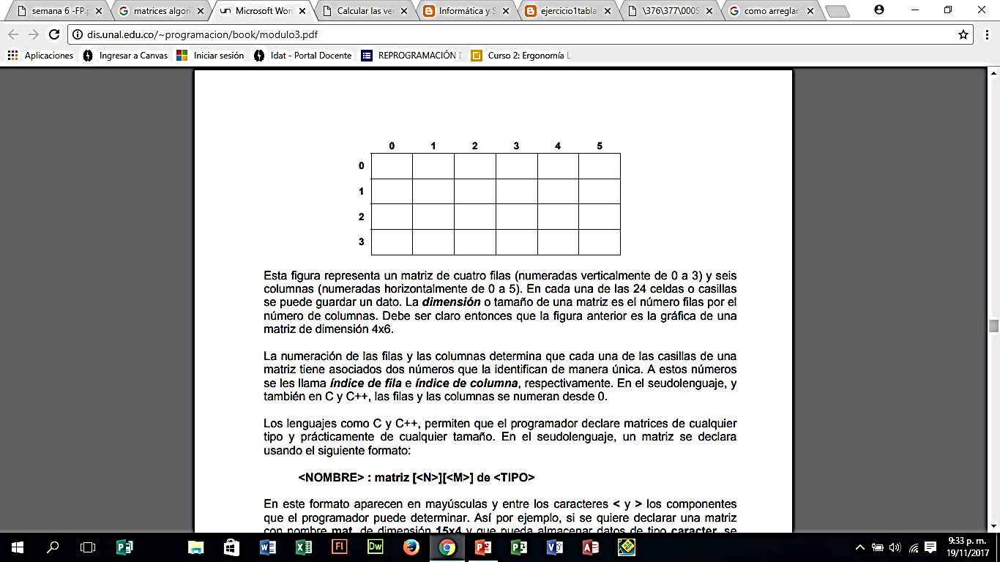 semana 6 -FP.p
matrices algori
Microsoft Word
Calcular las ve
Informática y S
ejercicio1tabla
\376\377\000S
como arreglar
dis.unal.edu.co/~programacion/book/modulo3.pdf
Aplicaciones
Ingresar a Canvas
Iniciar sesión
Idat - Portal Docente
REPROGRAMACIÓN
Curso 2: Ergonomía L
0 1 2 3 4 5
0
1
2
3
Esta figura representa un matriz de cuatro filas (numeradas verticalmente de 0 a 3) y seis
columnas (numeradas horizontalmente de 0 a 5). En cada una de las 24 celdas o casillas
se puede guardar un dato. La dimensión o tamaño de una matriz es el número filas por el
número de columnas. Debe ser claro entonces que la figura anterior es la gráfica de una
matriz de dimensión 4x6.
La numeración de las filas y las columnas determina que cada una de las casillas de una
matriz tiene asociados dos números que la identifican de manera única. A estos números
se les llama índice de fila e índice de columna, respectivamente. En el seudolenguaje, y
también en C y C++, las filas y las columnas se numeran desde 0.
Los lenguajes como C y C++, permiten que el programador declare matrices de cualquier
tipo y prácticamente de cualquier tamaño. En el seudolenguaje, un matriz se declara
usando el siguiente formato:
<NOMBRE> : matriz [<N>][<M>] de <TIPO>
En este formato aparecen en mayúsculas y entre los caracteres < y > los componentes
que el programador puede determinar. Así por ejemplo, si se quiere declarar una matriz
con nombre mat, de dimensión 15x4 y que pueda almacenar datos de tipo caracter, se
9:33 p. m.
19/11/2017